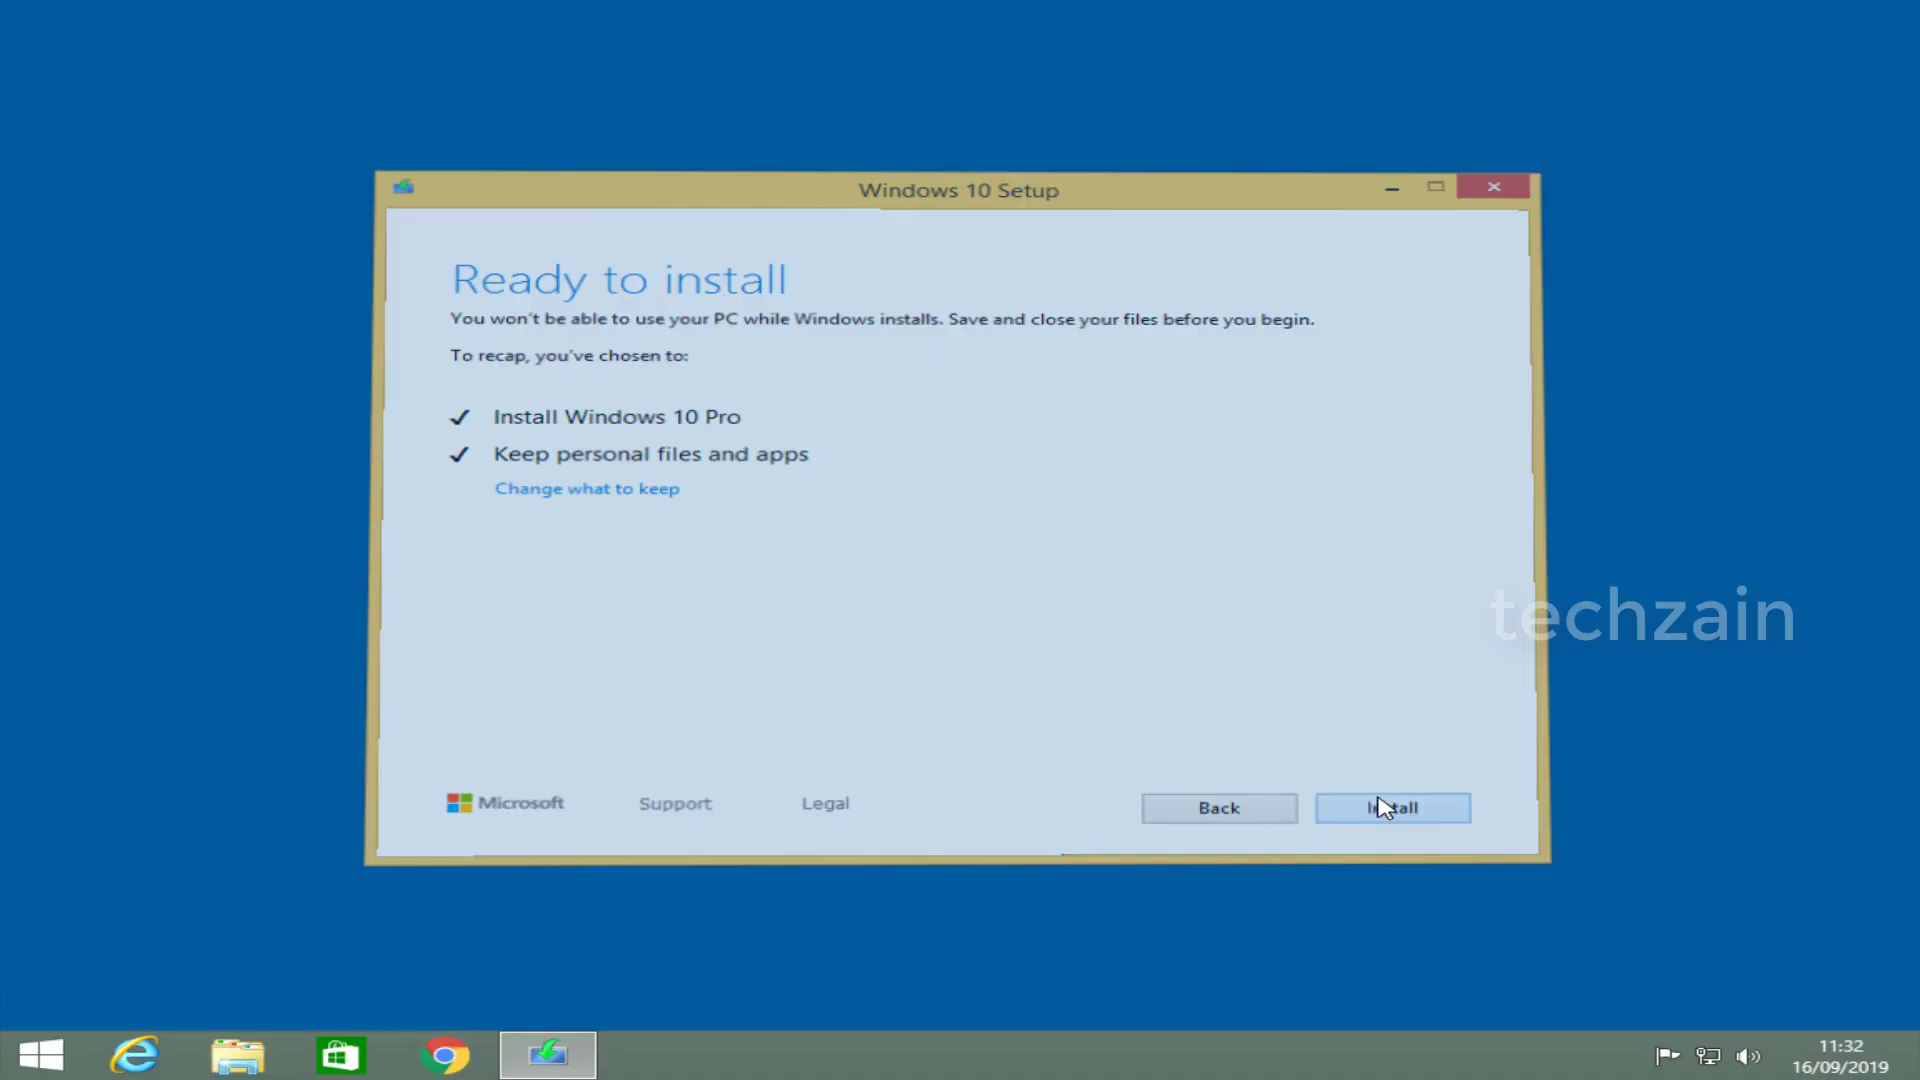 Windows 10 Setup
Ready to install
You won't be able to use your PC while Windows installs. Save and close your files before you begin.
To recap, you've chosen to:
✓ Install Windows 10 Pro
✓ Keep personal files and apps
Change what to keep
techzain
Microsoft Support Legal Back Install
11:32
16/09/2019